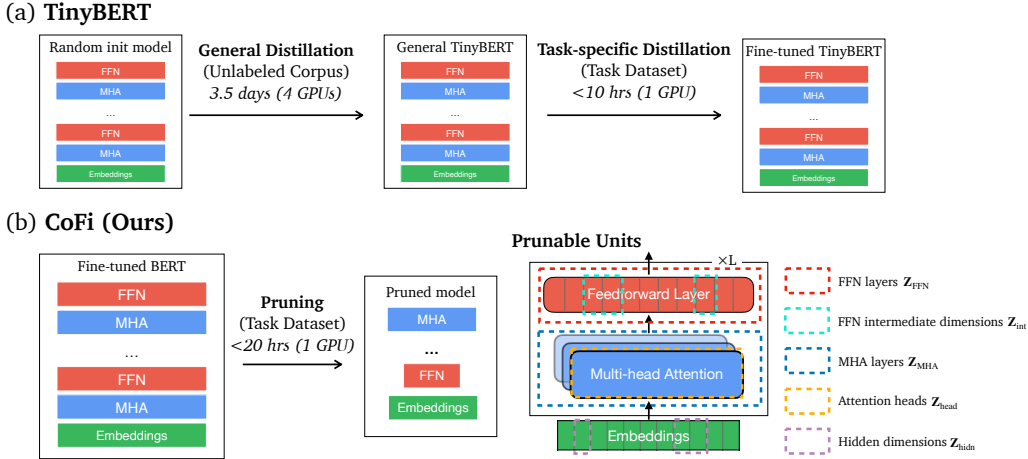 (a) TinyBERT
Random init model
FFN
MHA
...
FFN
MHA
Embeddings
General Distillation
(Unlabeled Corpus)
3.5 days (4 GPUs)
General TinyBERT
FFN
MHA
...
FFN
MHA
Embeddings
Task-specific Distillation
(Task Dataset)
<10 hrs (1 GPU)
Fine-tuned TinyBERT
FFN
MHA
...
FFN
MHA
Embeddings
(b) CoFi (Ours)
Fine-tuned BERT
FFN
MHA
...
FFN
MHA
Embeddings
Pruning
(Task Dataset)
<20 hrs (1 GPU)
Pruned model
MHA
...
FFN
Embeddings
Prunable Units
×L
Feedforward Layer
Multi-head Attention
Embeddings
FFN layers Z_FFN
FFN intermediate dimensions Z_int
MHA layers Z_MHA
Attention heads Z_head
Hidden dimensions Z_hidn